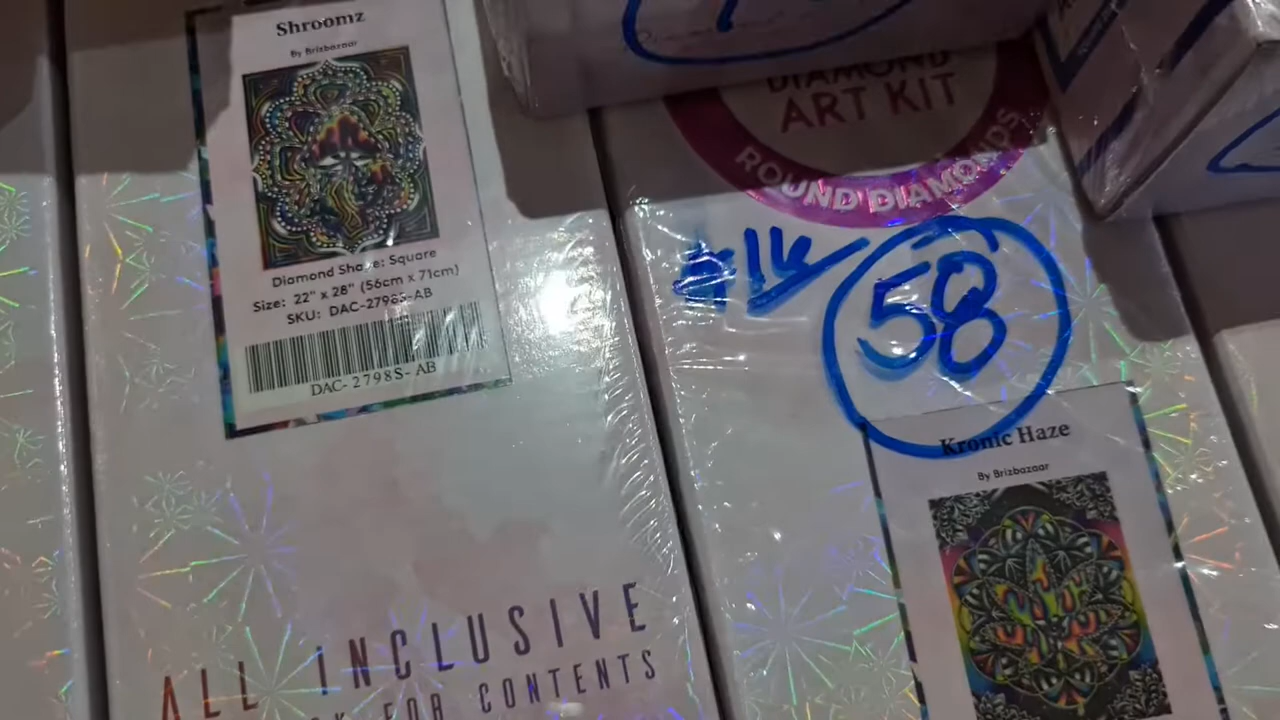 Shroomz
By Brizbazaar
Diamond Shape: Square
Size: 22" x 28" (56cm x 71cm)
SKU: DAC-2798S-AB
DAC-2798S-AB
ALL INCLUSIVE
FOR CONTENTS
DIAMOND
ART KIT
ROUND DIAMONDS
58
Kronic Haze
By Brizbazaar